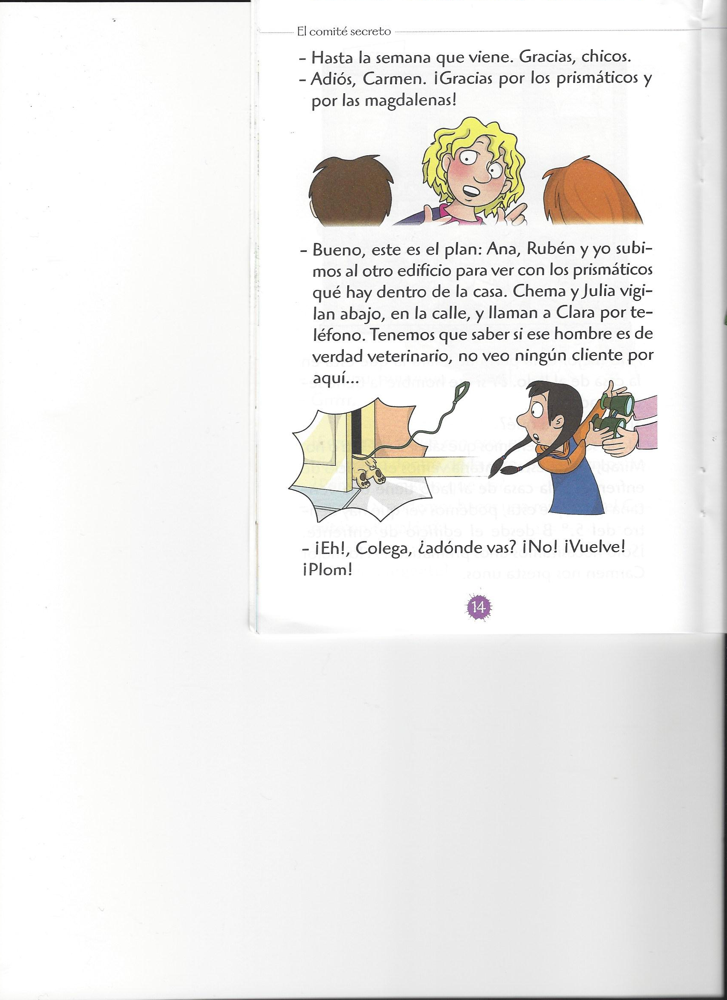 El comité secreto
– Hasta la semana que viene. Gracias, chicos.
– Adiós, Carmen. ¡Gracias por los prismáticos y
por las magdalenas!
– Bueno, este es el plan: Ana, Rubén y yo subi-
mos al otro edificio para ver con los prismáticos
qué hay dentro de la casa. Chema y Julia vigi-
lan abajo, en la calle, y llaman a Clara por te-
léfono. Tenemos que saber si ese hombre es de
verdad veterinario, no veo ningún cliente por
aquí...
– ¡Eh!, Colega, ¿adónde vas? ¡No! ¡Vuelve!
¡Plom!
14